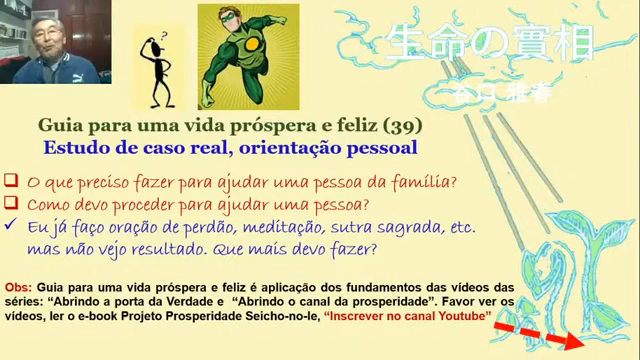 ?
生命の實相
谷口 雅春
Guia para uma vida próspera e feliz (39)
Estudo de caso real, orientação pessoal
O que preciso fazer para ajudar uma pessoa da família?
Como devo proceder para ajudar uma pessoa?
Eu já faço oração de perdão, meditação, sutra sagrada, etc.
mas não vejo resultado. Que mais devo fazer?
Obs: Guia para uma vida próspera e feliz é aplicação dos fundamentos das vídeos das
séries: “Abrindo a porta da Verdade e “Abrindo o canal da prosperidade”. Favor ver os
vídeos, ler o e-book Projeto Prosperidade Seicho-no-Ie, “Inscrever no canal Youtube”